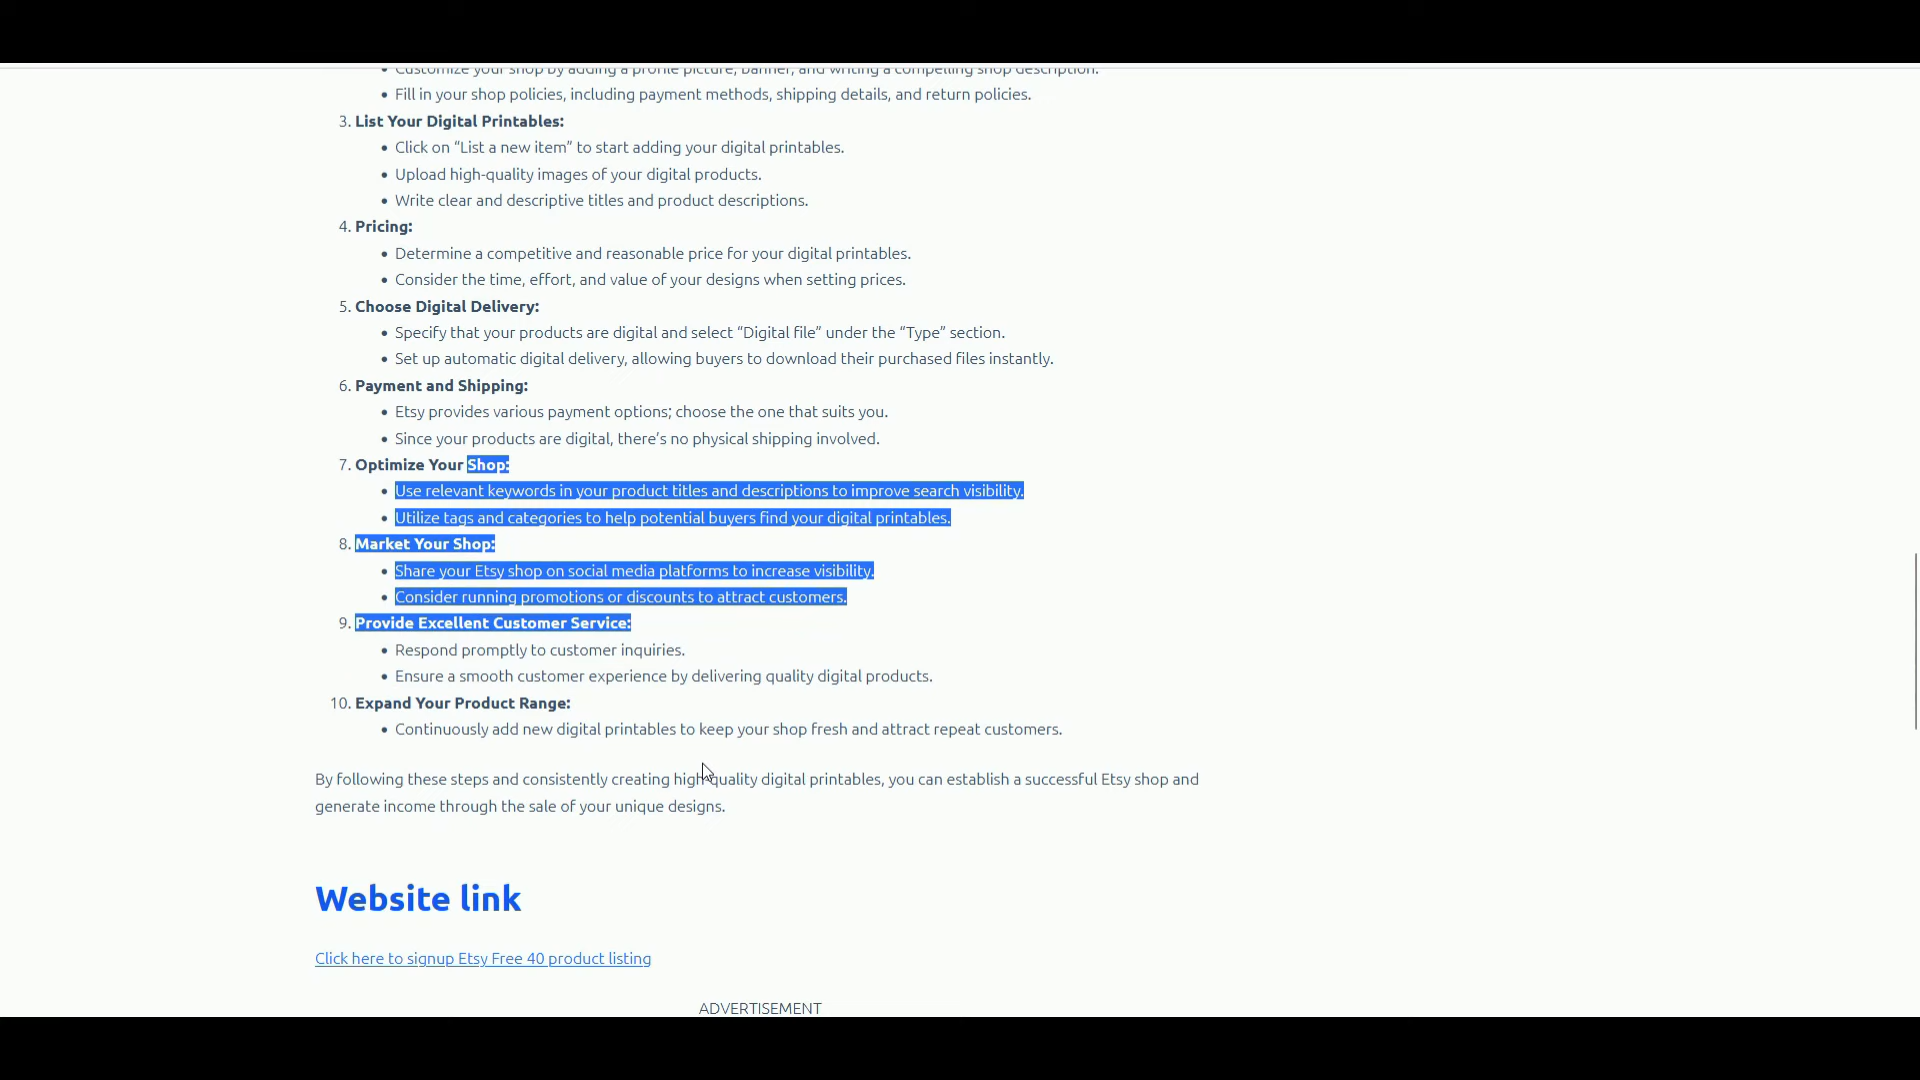 • Customize your shop by adding a profile picture, banner, and writing a compelling shop description.
• Fill in your shop policies, including payment methods, shipping details, and return policies.
3. List Your Digital Printables:
• Click on “List a new item” to start adding your digital printables.
• Upload high-quality images of your digital products.
• Write clear and descriptive titles and product descriptions.
4. Pricing:
• Determine a competitive and reasonable price for your digital printables.
• Consider the time, effort, and value of your designs when setting prices.
5. Choose Digital Delivery:
• Specify that your products are digital and select “Digital file” under the “Type” section.
• Set up automatic digital delivery, allowing buyers to download their purchased files instantly.
6. Payment and Shipping:
• Etsy provides various payment options; choose the one that suits you.
• Since your products are digital, there’s no physical shipping involved.
7. Optimize Your Shop:
• Use relevant keywords in your product titles and descriptions to improve search visibility.
• Utilize tags and categories to help potential buyers find your digital printables.
8. Market Your Shop:
• Share your Etsy shop on social media platforms to increase visibility.
• Consider running promotions or discounts to attract customers.
9. Provide Excellent Customer Service:
• Respond promptly to customer inquiries.
• Ensure a smooth customer experience by delivering quality digital products.
10. Expand Your Product Range:
• Continuously add new digital printables to keep your shop fresh and attract repeat customers.
By following these steps and consistently creating high-quality digital printables, you can establish a successful Etsy shop and
generate income through the sale of your unique designs.
Website link
Click here to signup Etsy Free 40 product listing
ADVERTISEMENT